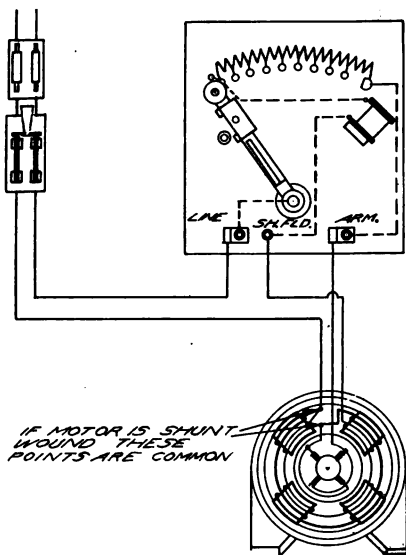 LINE
SH.FLD.
ARM.
IF MOTOR IS SHUNT
WOUND THESE
POINTS ARE COMMON